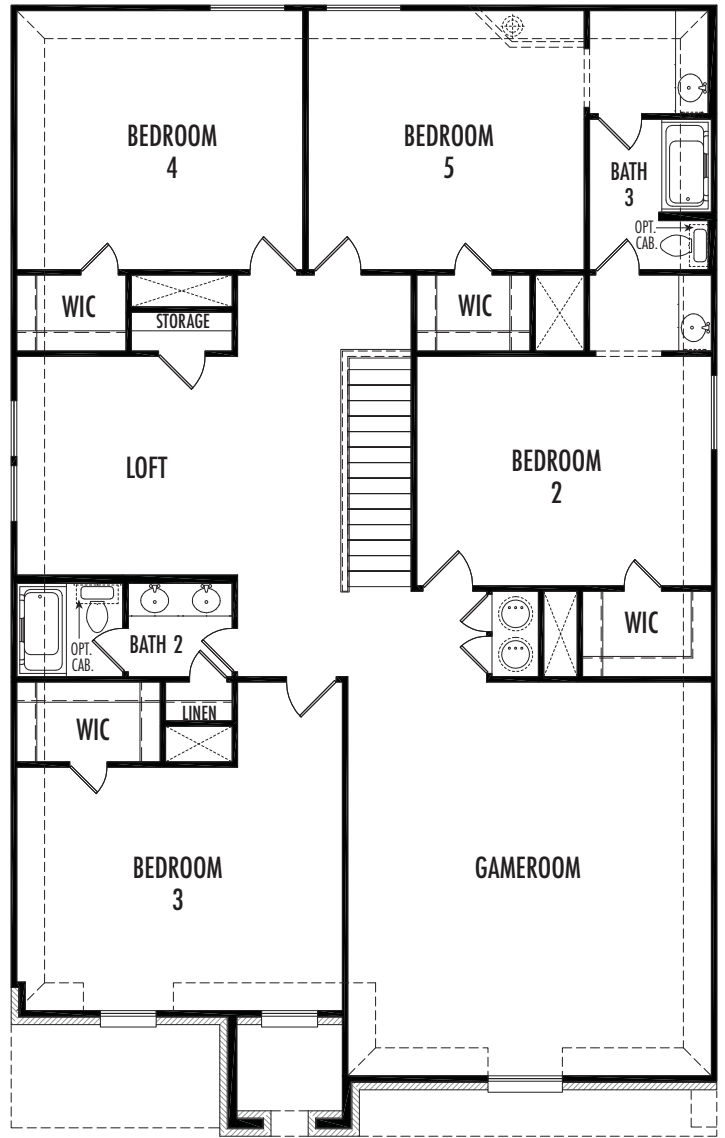 BEDROOM
4
BEDROOM
5
BATH
3
OPT.
CAB.
WIC
STORAGE
WIC
LOFT
BEDROOM
2
OPT.
CAB.
BATH 2
WIC
WIC
LINEN
BEDROOM
3
GAMEROOM